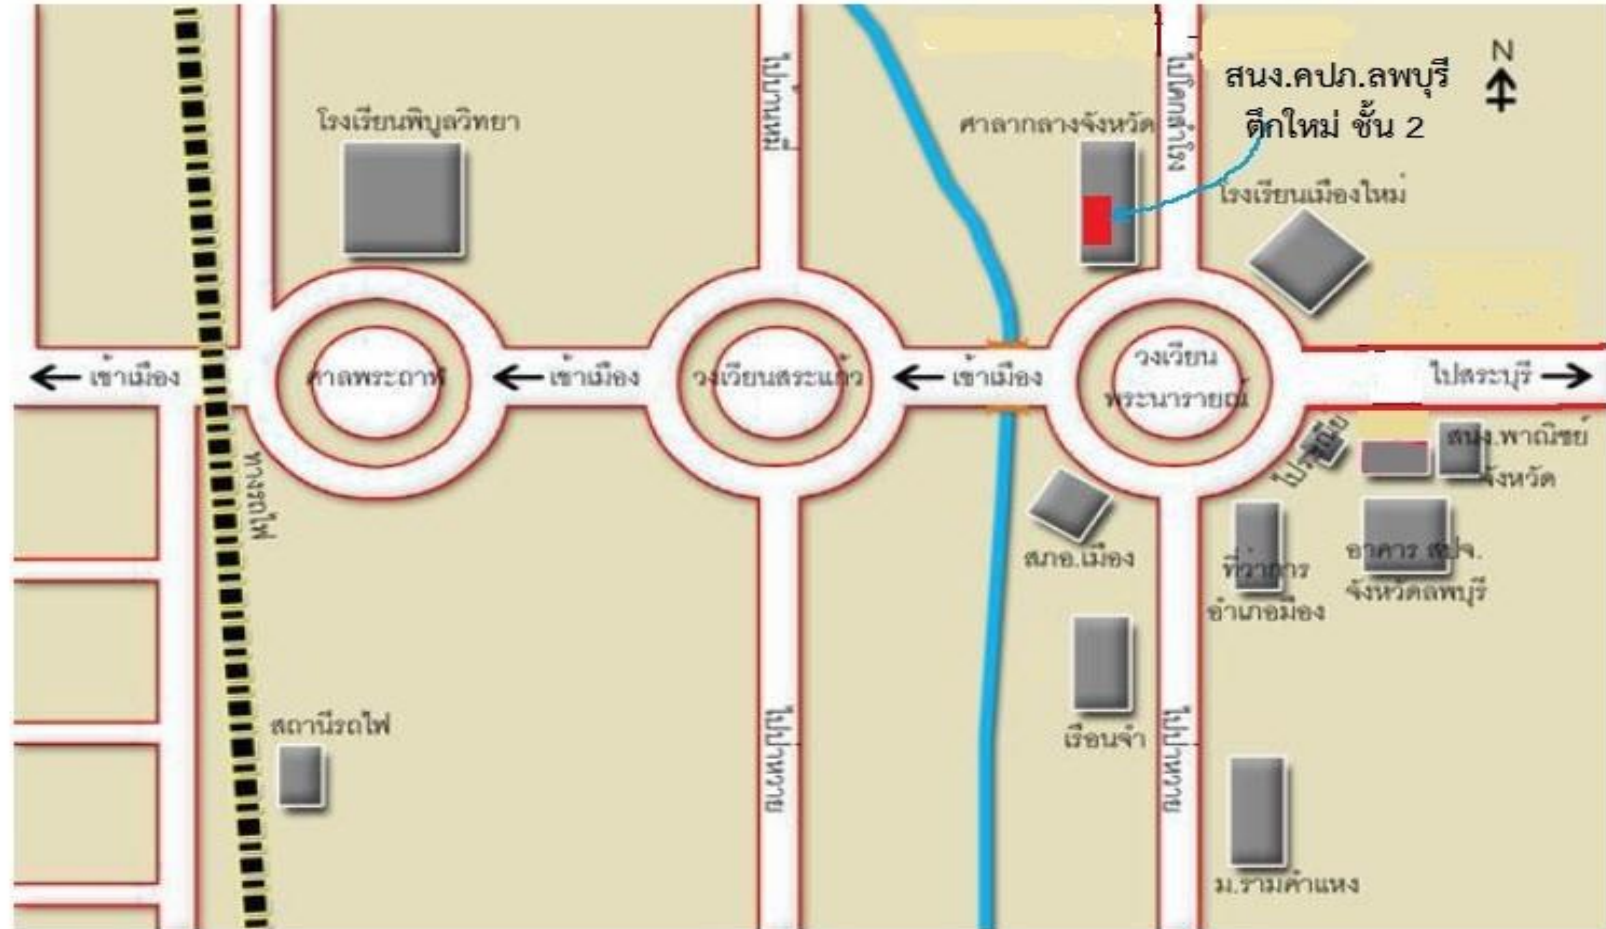 N
สนง.คปภ.ลพบุรี
ตึกใหม่ ชั้น 2
โรงเรียนพิบูลวิทยา
ไปบ้านหมี่
ศาลากลางจังหวัด
ไปโคกสำโรง
โรงเรียนเมืองใหม่
เข้าเมือง
ศาลพระกาฬ
เข้าเมือง
วงเวียนสระแก้ว
เข้าเมือง
วงเวียน
พระนารายณ์
ไปสระบุรี
ทางรถไฟ
ไปรษณีย์
สนง.พาณิชย์
จังหวัด
สภอ.เมือง
ที่ว่าการ
อำเภอเมือง
อาคาร สปจ.
จังหวัดลพบุรี
สถานีรถไฟ
เรือนจำ
ไปป่าหวาย
ไปป่าหวาย
ม.รามคำแหง